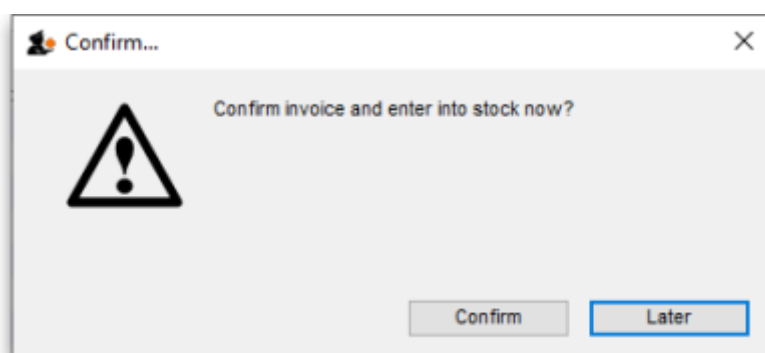 Confirm...
Confirm invoice and enter into stock now?
Confirm
Later